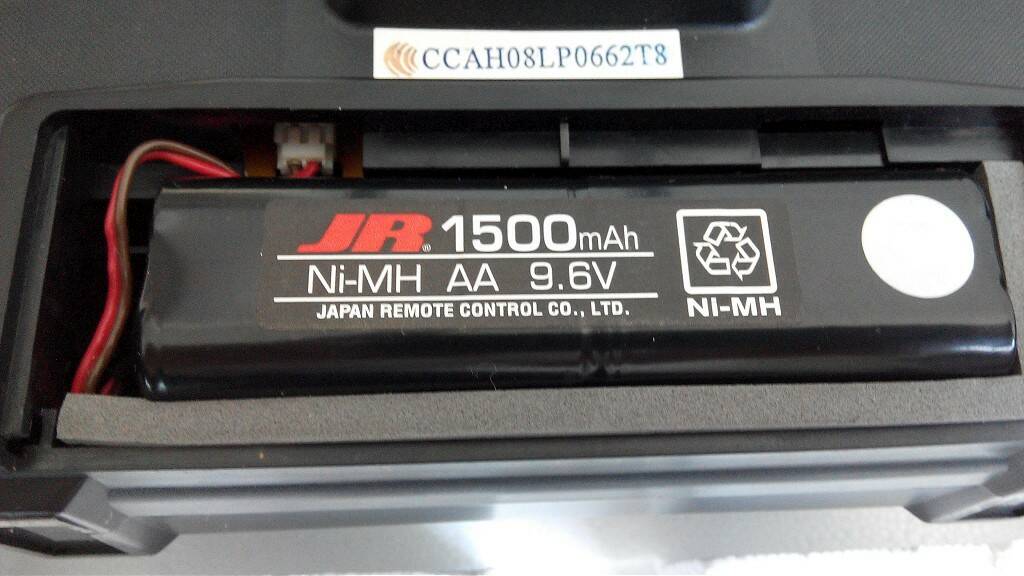 CCAH08LP0662T8
JR® 1500mAh
Ni-MH AA 9.6V
JAPAN REMOTE CONTROL CO., LTD.
NI-MH